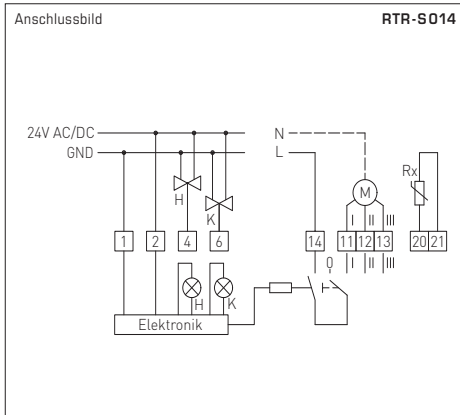 Anschlussbild RTR-S014
24V AC/DC N
GND L
Rx
M
H
K I II III
1 2 4 6 14 11 12 13 20 21
0 I II III
H K
Elektronik